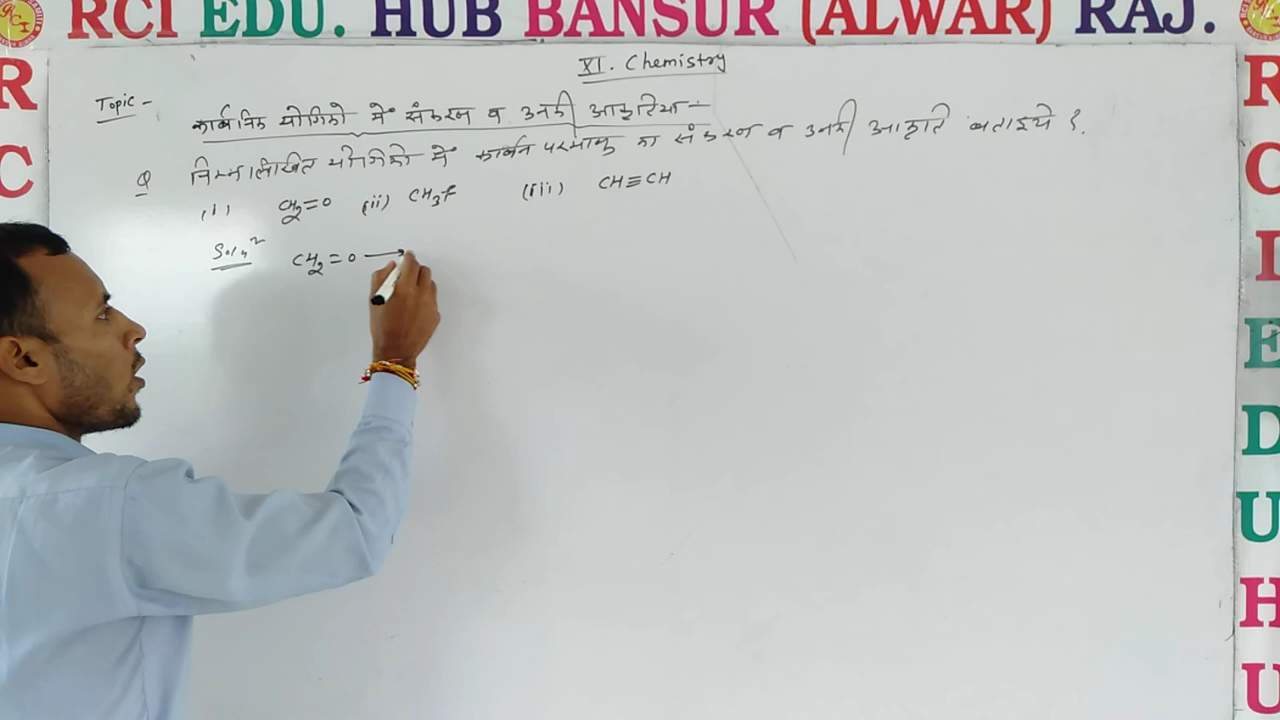 RCI EDU. HUB BANSUR (ALWAR) RAJ.
XI. Chemistry
Topic - कार्बनिक यौगिको में संकरण व उनकी आकृतिया -
Q निम्नलिखित यौगिको में कार्बन परमाणु का संकरण व उनकी आकृति बताइये ?
(i) CH2=O (ii) CH3F (iii) CH≡CH
Soln CH2=O →
R
C
R
C
I
E
D
U
H
U